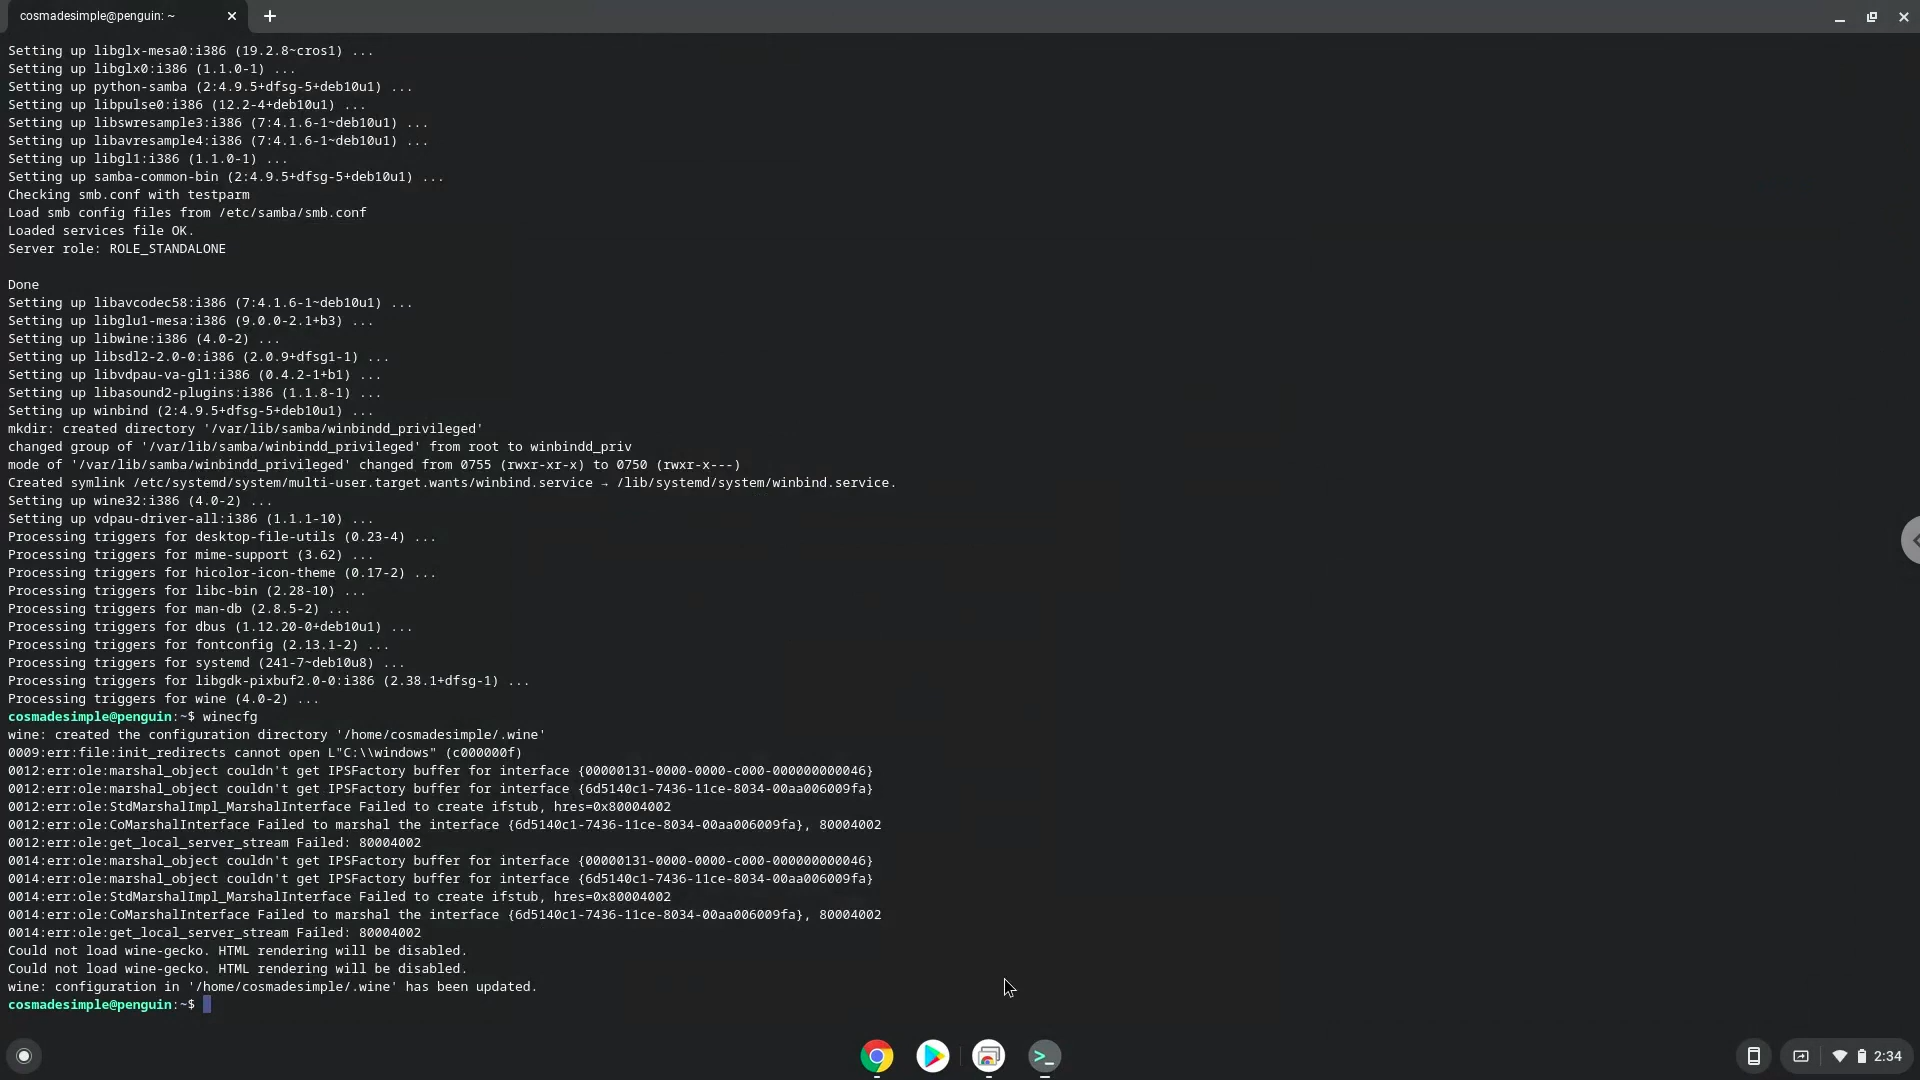 cosmadesimple@penguin: ~
Setting up libglx-mesa0:i386 (19.2.8~cros1) ...
Setting up libglx0:i386 (1.1.0-1) ...
Setting up python-samba (2:4.9.5+dfsg-5+deb10u1) ...
Setting up libpulse0:i386 (12.2-4+deb10u1) ...
Setting up libswresample3:i386 (7:4.1.6-1~deb10u1) ...
Setting up libavresample4:i386 (7:4.1.6-1~deb10u1) ...
Setting up libgl1:i386 (1.1.0-1) ...
Setting up samba-common-bin (2:4.9.5+dfsg-5+deb10u1) ...
Checking smb.conf with testparm
Load smb config files from /etc/samba/smb.conf
Loaded services file OK.
Server role: ROLE_STANDALONE
Done
Setting up libavcodec58:i386 (7:4.1.6-1~deb10u1) ...
Setting up libglu1-mesa:i386 (9.0.0-2.1+b3) ...
Setting up libwine:i386 (4.0-2) ...
Setting up libsdl2-2.0-0:i386 (2.0.9+dfsg1-1) ...
Setting up libvdpau-va-gl1:i386 (0.4.2-1+b1) ...
Setting up libasound2-plugins:i386 (1.1.8-1) ...
Setting up winbind (2:4.9.5+dfsg-5+deb10u1) ...
mkdir: created directory '/var/lib/samba/winbindd_privileged'
changed group of '/var/lib/samba/winbindd_privileged' from root to winbindd_priv
mode of '/var/lib/samba/winbindd_privileged' changed from 0755 (rwxr-xr-x) to 0750 (rwxr-x---)
Created symlink /etc/systemd/system/multi-user.target.wants/winbind.service → /lib/systemd/system/winbind.service.
Setting up wine32:i386 (4.0-2) ...
Setting up vdpau-driver-all:i386 (1.1.1-10) ...
Processing triggers for desktop-file-utils (0.23-4) ...
Processing triggers for mime-support (3.62) ...
Processing triggers for hicolor-icon-theme (0.17-2) ...
Processing triggers for libc-bin (2.28-10) ...
Processing triggers for man-db (2.8.5-2) ...
Processing triggers for dbus (1.12.20-0+deb10u1) ...
Processing triggers for fontconfig (2.13.1-2) ...
Processing triggers for systemd (241-7~deb10u8) ...
Processing triggers for libgdk-pixbuf2.0-0:i386 (2.38.1+dfsg-1) ...
Processing triggers for wine (4.0-2) ...
cosmadesimple@penguin:~$ winecfg
wine: created the configuration directory '/home/cosmadesimple/.wine'
0009:err:file:init_redirects cannot open L"C:\\windows" (c000000f)
0012:err:ole:marshal_object couldn't get IPSFactory buffer for interface {00000131-0000-0000-c000-000000000046}
0012:err:ole:marshal_object couldn't get IPSFactory buffer for interface {6d5140c1-7436-11ce-8034-00aa006009fa}
0012:err:ole:StdMarshalImpl_MarshalInterface Failed to create ifstub, hres=0x80004002
0012:err:ole:CoMarshalInterface Failed to marshal the interface {6d5140c1-7436-11ce-8034-00aa006009fa}, 80004002
0012:err:ole:get_local_server_stream Failed: 80004002
0014:err:ole:marshal_object couldn't get IPSFactory buffer for interface {00000131-0000-0000-c000-000000000046}
0014:err:ole:marshal_object couldn't get IPSFactory buffer for interface {6d5140c1-7436-11ce-8034-00aa006009fa}
0014:err:ole:StdMarshalImpl_MarshalInterface Failed to create ifstub, hres=0x80004002
0014:err:ole:CoMarshalInterface Failed to marshal the interface {6d5140c1-7436-11ce-8034-00aa006009fa}, 80004002
0014:err:ole:get_local_server_stream Failed: 80004002
Could not load wine-gecko. HTML rendering will be disabled.
Could not load wine-gecko. HTML rendering will be disabled.
wine: configuration in '/home/cosmadesimple/.wine' has been updated.
cosmadesimple@penguin:~$
2:34